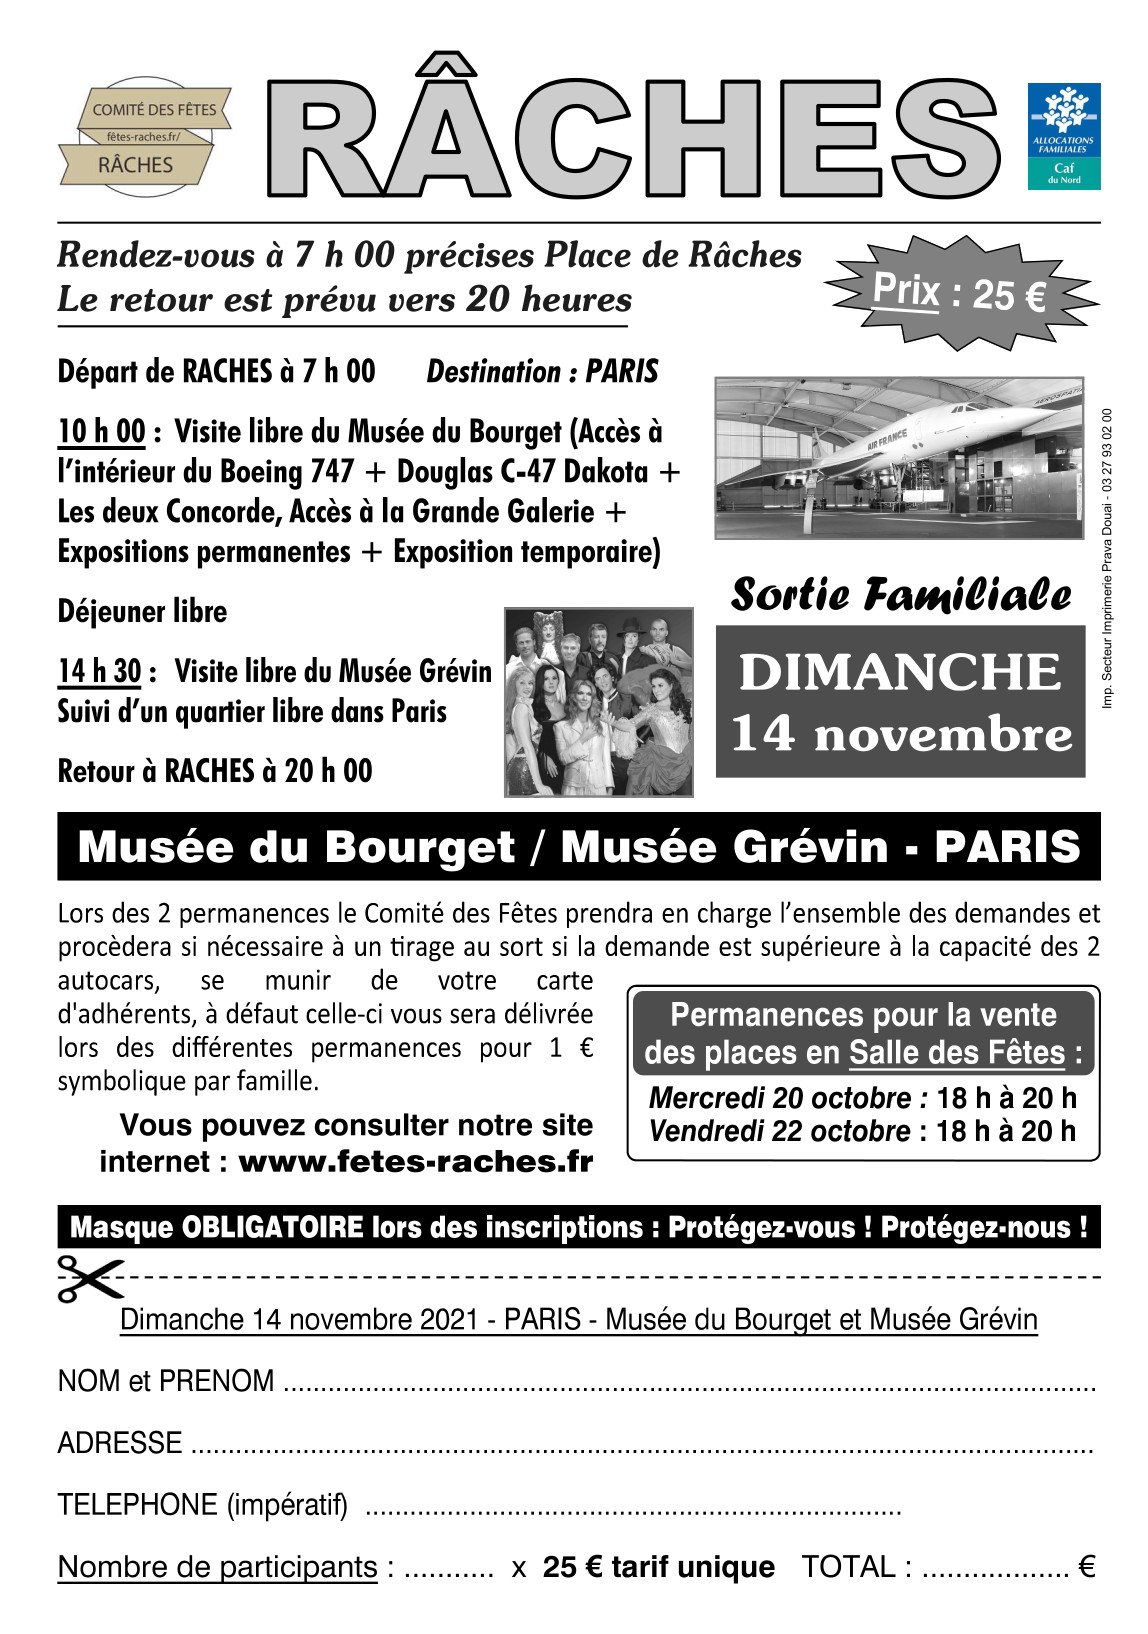 COMITÉ DES FÊTES
fêtes-raches.fr/
RÂCHES
RÂCHES
ALLOCATIONS
FAMILIALES
Caf
du Nord
Rendez-vous à 7 h 00 précises Place de Râches
Le retour est prévu vers 20 heures
Prix : 25 €
Départ de RACHES à 7 h 00 Destination : PARIS
10 h 00 : Visite libre du Musée du Bourget (Accès à
l’intérieur du Boeing 747 + Douglas C-47 Dakota +
Les deux Concorde, Accès à la Grande Galerie +
Expositions permanentes + Exposition temporaire)
Déjeuner libre
14 h 30 : Visite libre du Musée Grévin
Suivi d’un quartier libre dans Paris
Retour à RACHES à 20 h 00
AIR FRANCE
AEROSPATIA
Imp. Secteur Imprimerie Prava Douai - 03 27 93 02 00
Sortie Familiale
DIMANCHE
14 novembre
Musée du Bourget / Musée Grévin - PARIS
Lors des 2 permanences le Comité des Fêtes prendra en charge l’ensemble des demandes et
procèdera si nécessaire à un tirage au sort si la demande est supérieure à la capacité des 2
autocars, se munir de votre carte
d'adhérents, à défaut celle-ci vous sera délivrée
lors des différentes permanences pour 1 €
symbolique par famille.
Vous pouvez consulter notre site
internet : www.fetes-raches.fr
Permanences pour la vente
des places en Salle des Fêtes :
Mercredi 20 octobre : 18 h à 20 h
Vendredi 22 octobre : 18 h à 20 h
Masque OBLIGATOIRE lors des inscriptions : Protégez-vous ! Protégez-nous !
Dimanche 14 novembre 2021 - PARIS - Musée du Bourget et Musée Grévin
NOM et PRENOM ..............................................................................................................
ADRESSE ..........................................................................................................................
TELEPHONE (impératif) ........................................................................
Nombre de participants : ........... x 25 € tarif unique TOTAL : .................. €